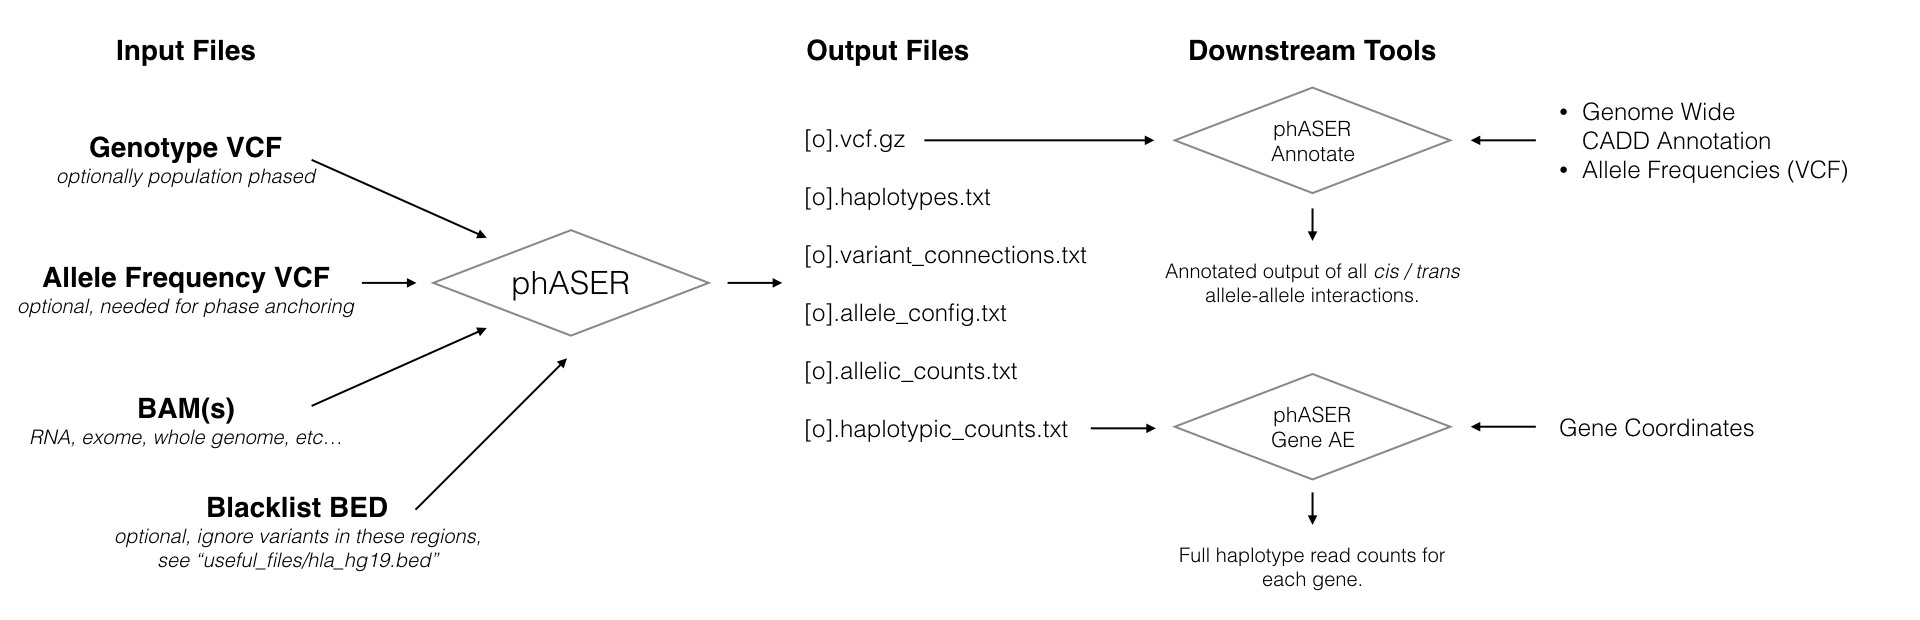 Input Files
Genotype VCF
optionally population phased
Allele Frequency VCF
optional, needed for phase anchoring
BAM(s)
RNA, exome, whole genome, etc…
Blacklist BED
optional, ignore variants in these regions,
see “useful_files/hla_hg19.bed”
phASER
Output Files
[o].vcf.gz
[o].haplotypes.txt
[o].variant_connections.txt
[o].allele_config.txt
[o].allelic_counts.txt
[o].haplotypic_counts.txt
Downstream Tools
phASER
Annotate
• Genome Wide
CADD Annotation
• Allele Frequencies (VCF)
Annotated output of all cis / trans
allele-allele interactions.
phASER
Gene AE
Gene Coordinates
Full haplotype read counts for
each gene.